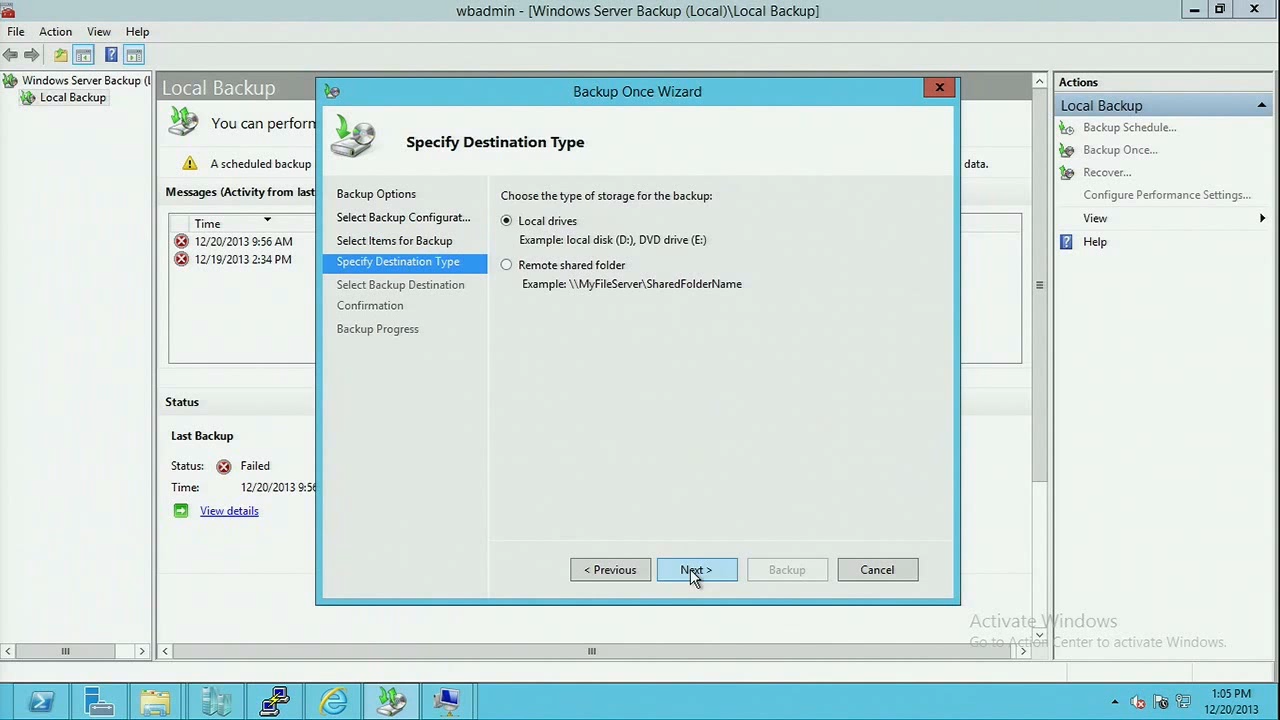 wbadmin - [Windows Server Backup (Local)\Local Backup]
File Action View Help
Windows Server Backup (L
Local Backup
Local Backup
You can perform
A scheduled backup
data.
Messages (Activity from last
Time
12/20/2013 9:56 AM
12/19/2013 2:34 PM
Status
Last Backup
Status: Failed
Time: 12/20/2013 9:56
View details
Backup Once Wizard
Specify Destination Type
Backup Options
Select Backup Configurat...
Select Items for Backup
Specify Destination Type
Select Backup Destination
Confirmation
Backup Progress
Choose the type of storage for the backup:
Local drives
Example: local disk (D:), DVD drive (E:)
Remote shared folder
Example: \\MyFileServer\SharedFolderName
< Previous
Next >
Backup
Cancel
Actions
Local Backup
Backup Schedule...
Backup Once...
Recover...
Configure Performance Settings...
View
Help
Activate Windows
Go to Action Center to activate Windows.
1:05 PM
12/20/2013